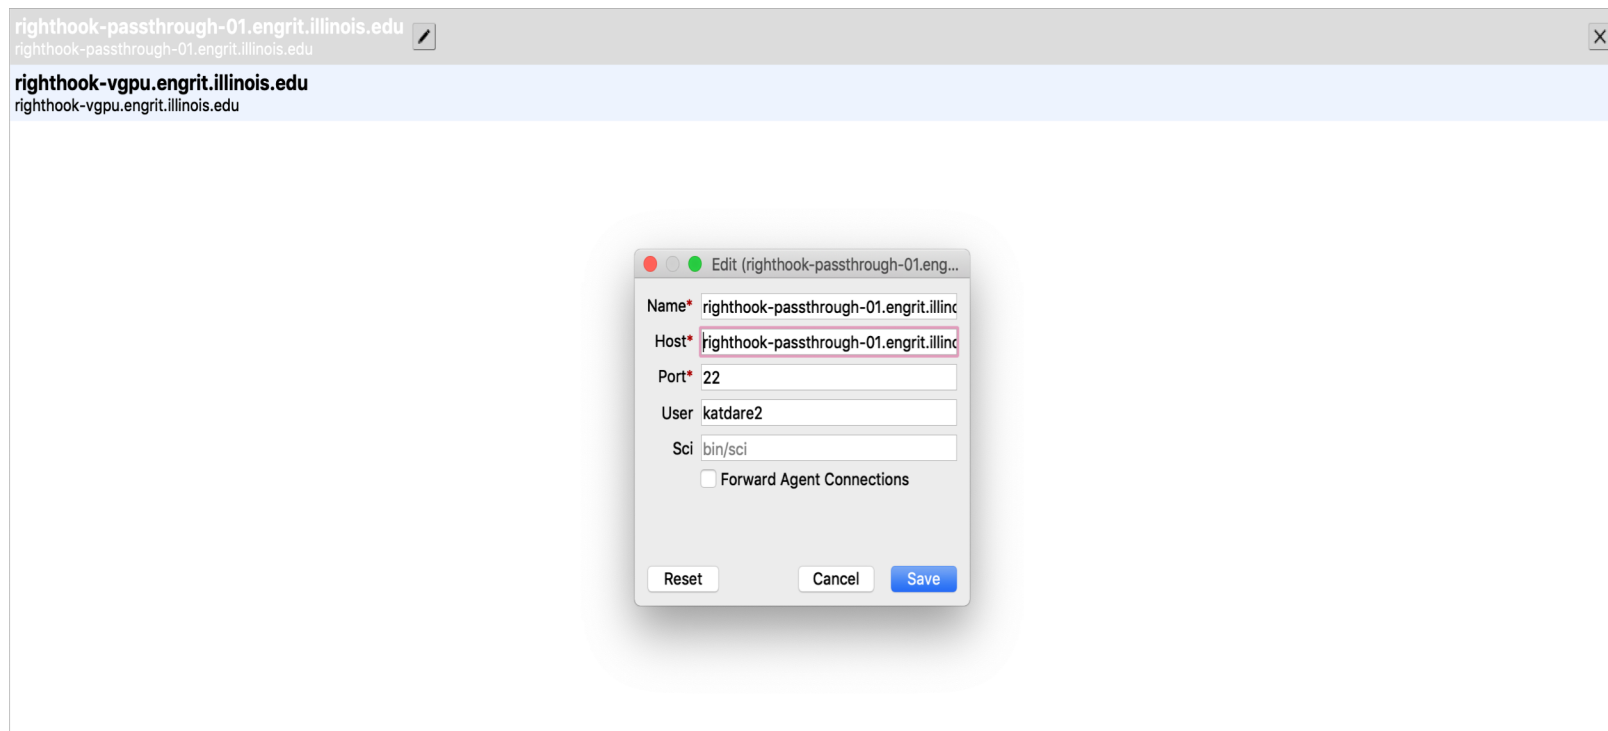 righthook-passthrough-01.engrit.illinois.edu
righthook-passthrough-01.engrit.illinois.edu
righthook-vgpu.engrit.illinois.edu
righthook-vgpu.engrit.illinois.edu
Edit (righthook-passthrough-01.eng...
Name* righthook-passthrough-01.engrit.illinc
Host* righthook-passthrough-01.engrit.illinc
Port* 22
User katdare2
Sci bin/sci
Forward Agent Connections
Reset Cancel Save